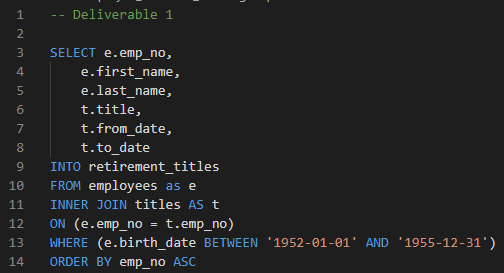 1 -- Deliverable 1
2
3 SELECT e.emp_no,
4     e.first_name,
5     e.last_name,
6     t.title,
7     t.from_date,
8     t.to_date
9 INTO retirement_titles
10 FROM employees as e
11 INNER JOIN titles AS t
12 ON (e.emp_no = t.emp_no)
13 WHERE (e.birth_date BETWEEN '1952-01-01' AND '1955-12-31')
14 ORDER BY emp_no ASC